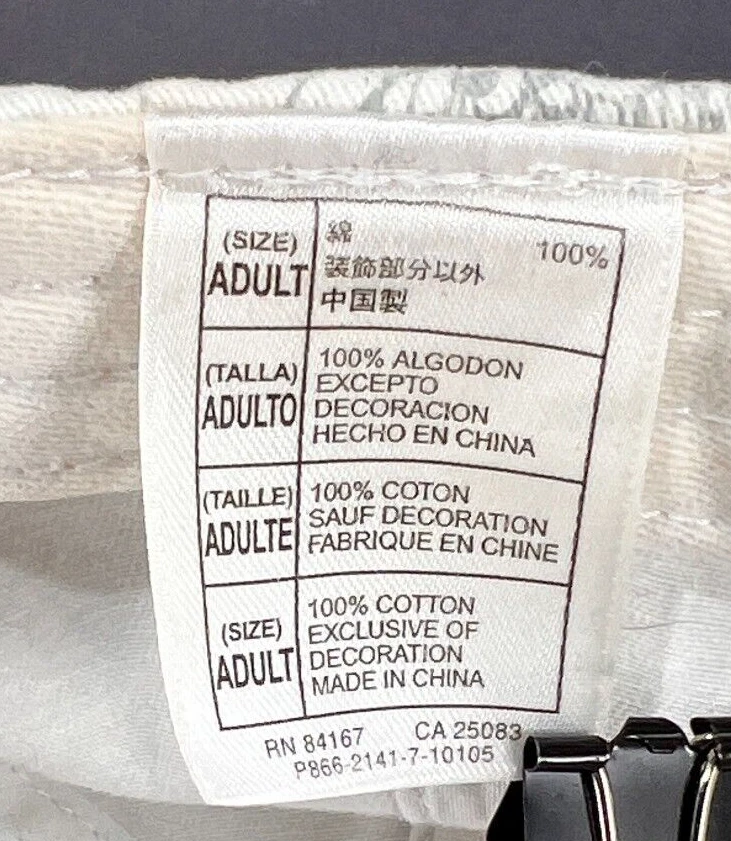 (SIZE)
ADULT
綿 100%
装飾部分以外
中国製
(TALLA)
ADULTO
100% ALGODON
EXCEPTO
DECORACION
HECHO EN CHINA
(TAILLE)
ADULTE
100% COTON
SAUF DECORATION
FABRIQUE EN CHINE
(SIZE)
ADULT
100% COTTON
EXCLUSIVE OF
DECORATION
MADE IN CHINA
RN 84167 CA 25083
P866-2141-7-10105